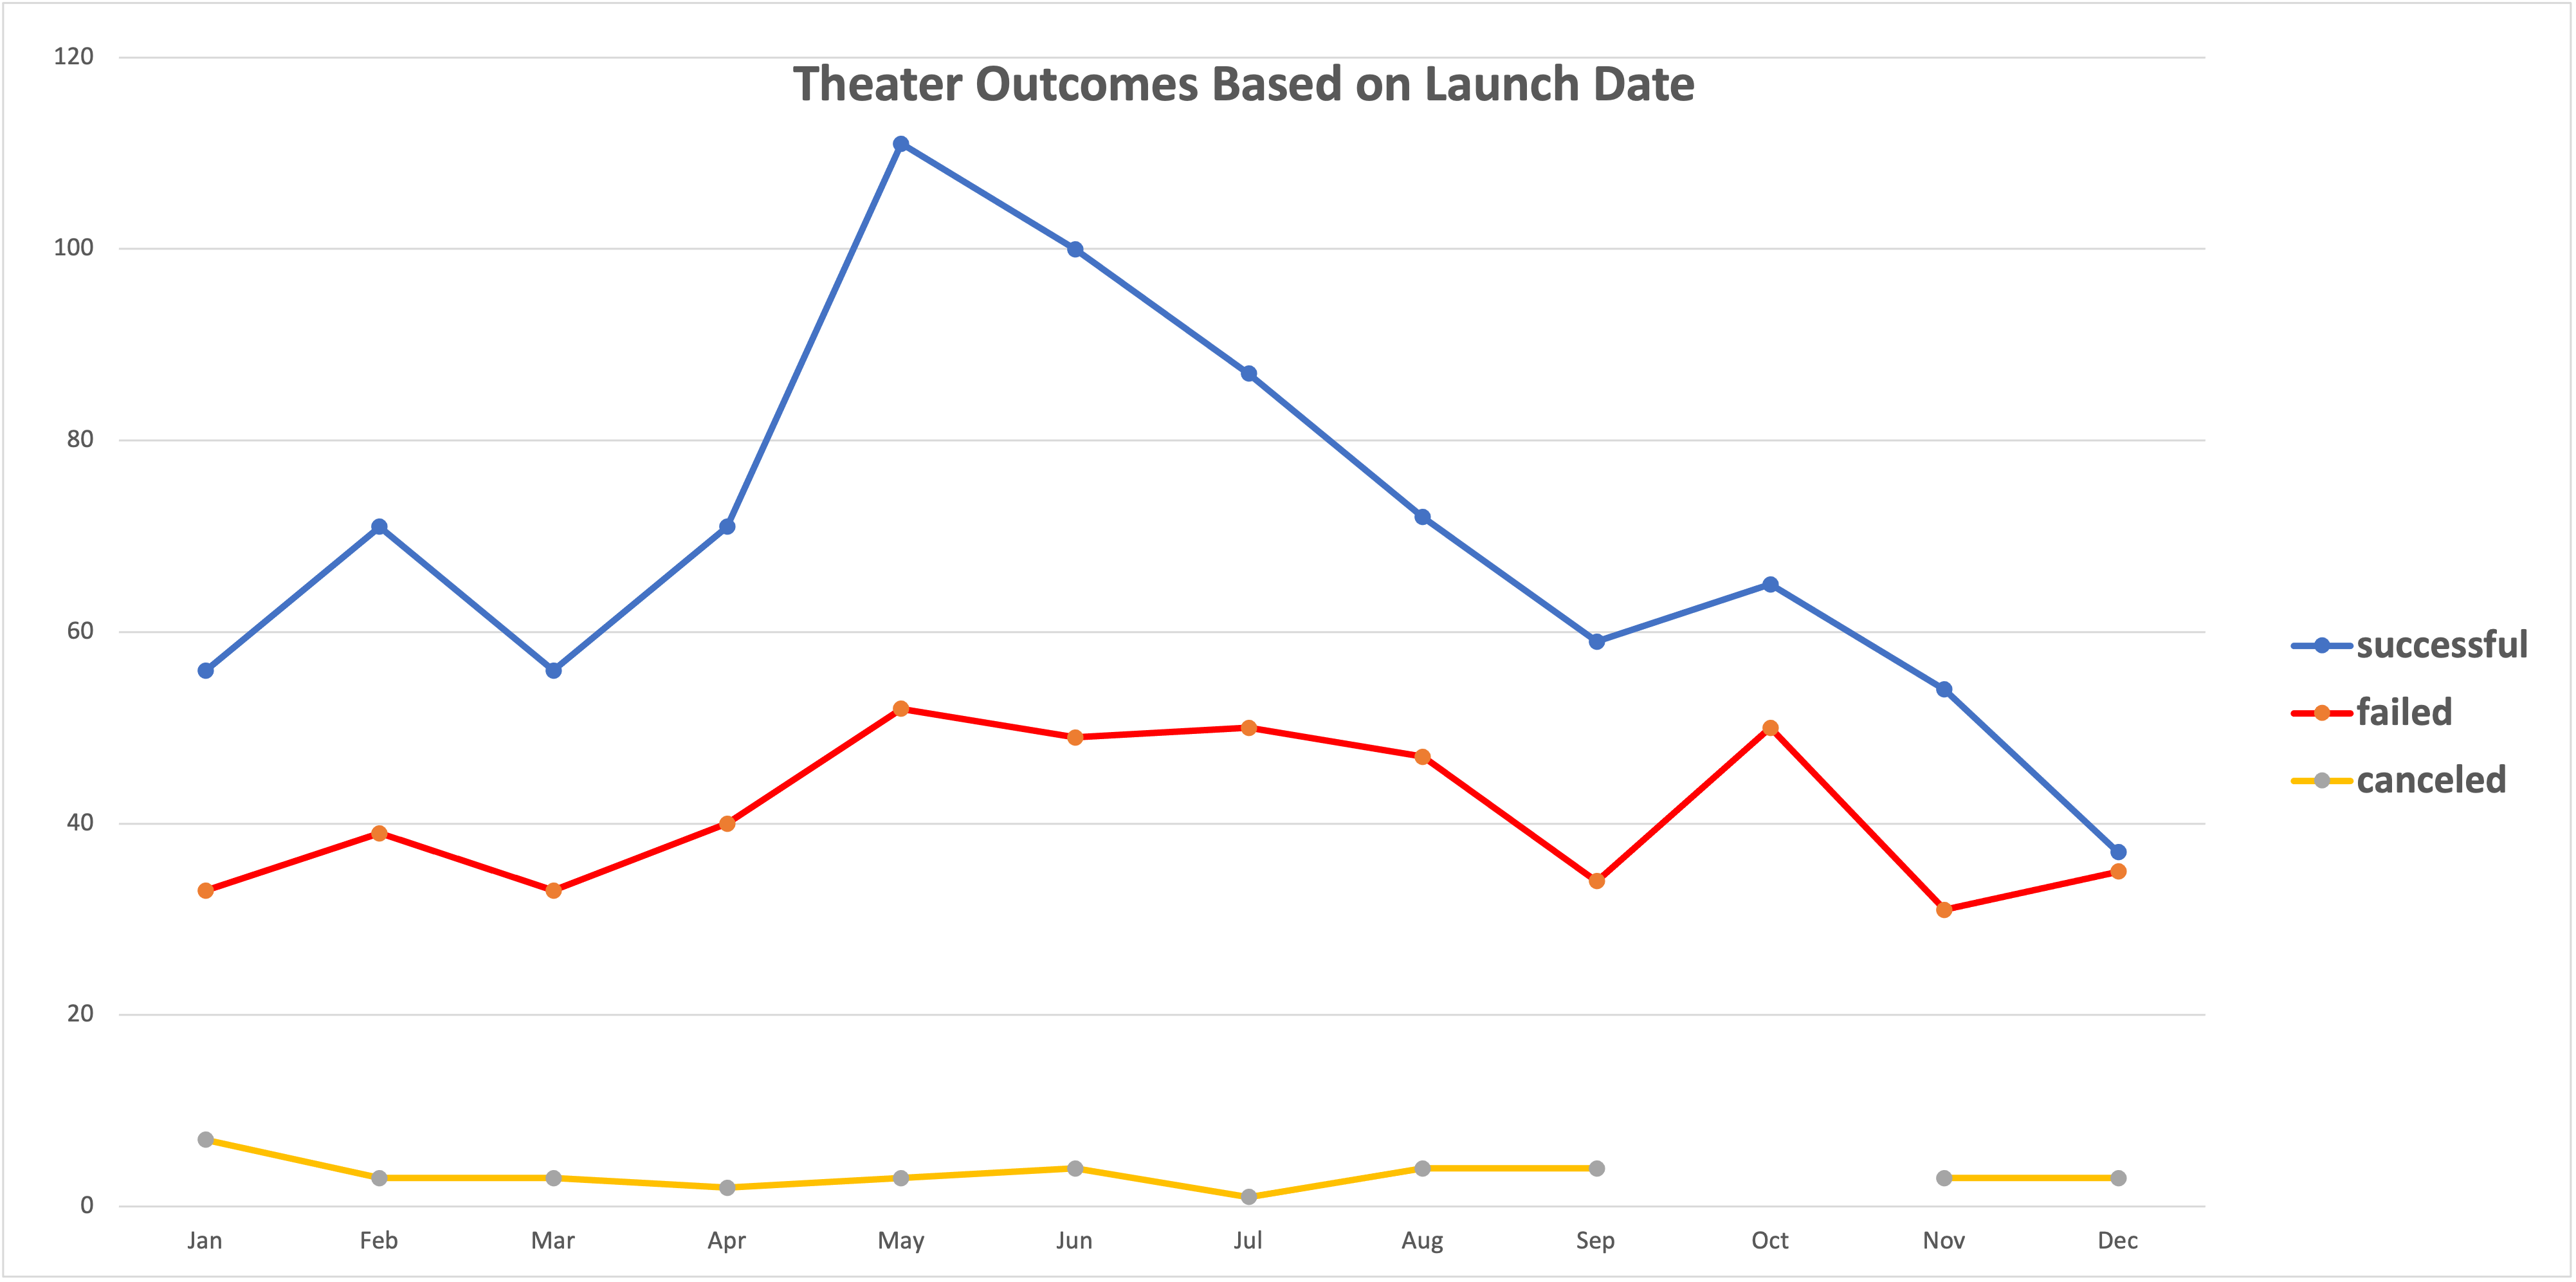 Theater Outcomes Based on Launch Date
120
100
80
60
40
20
0
Jan Feb Mar Apr May Jun Jul Aug Sep Oct Nov Dec
successful
failed
canceled